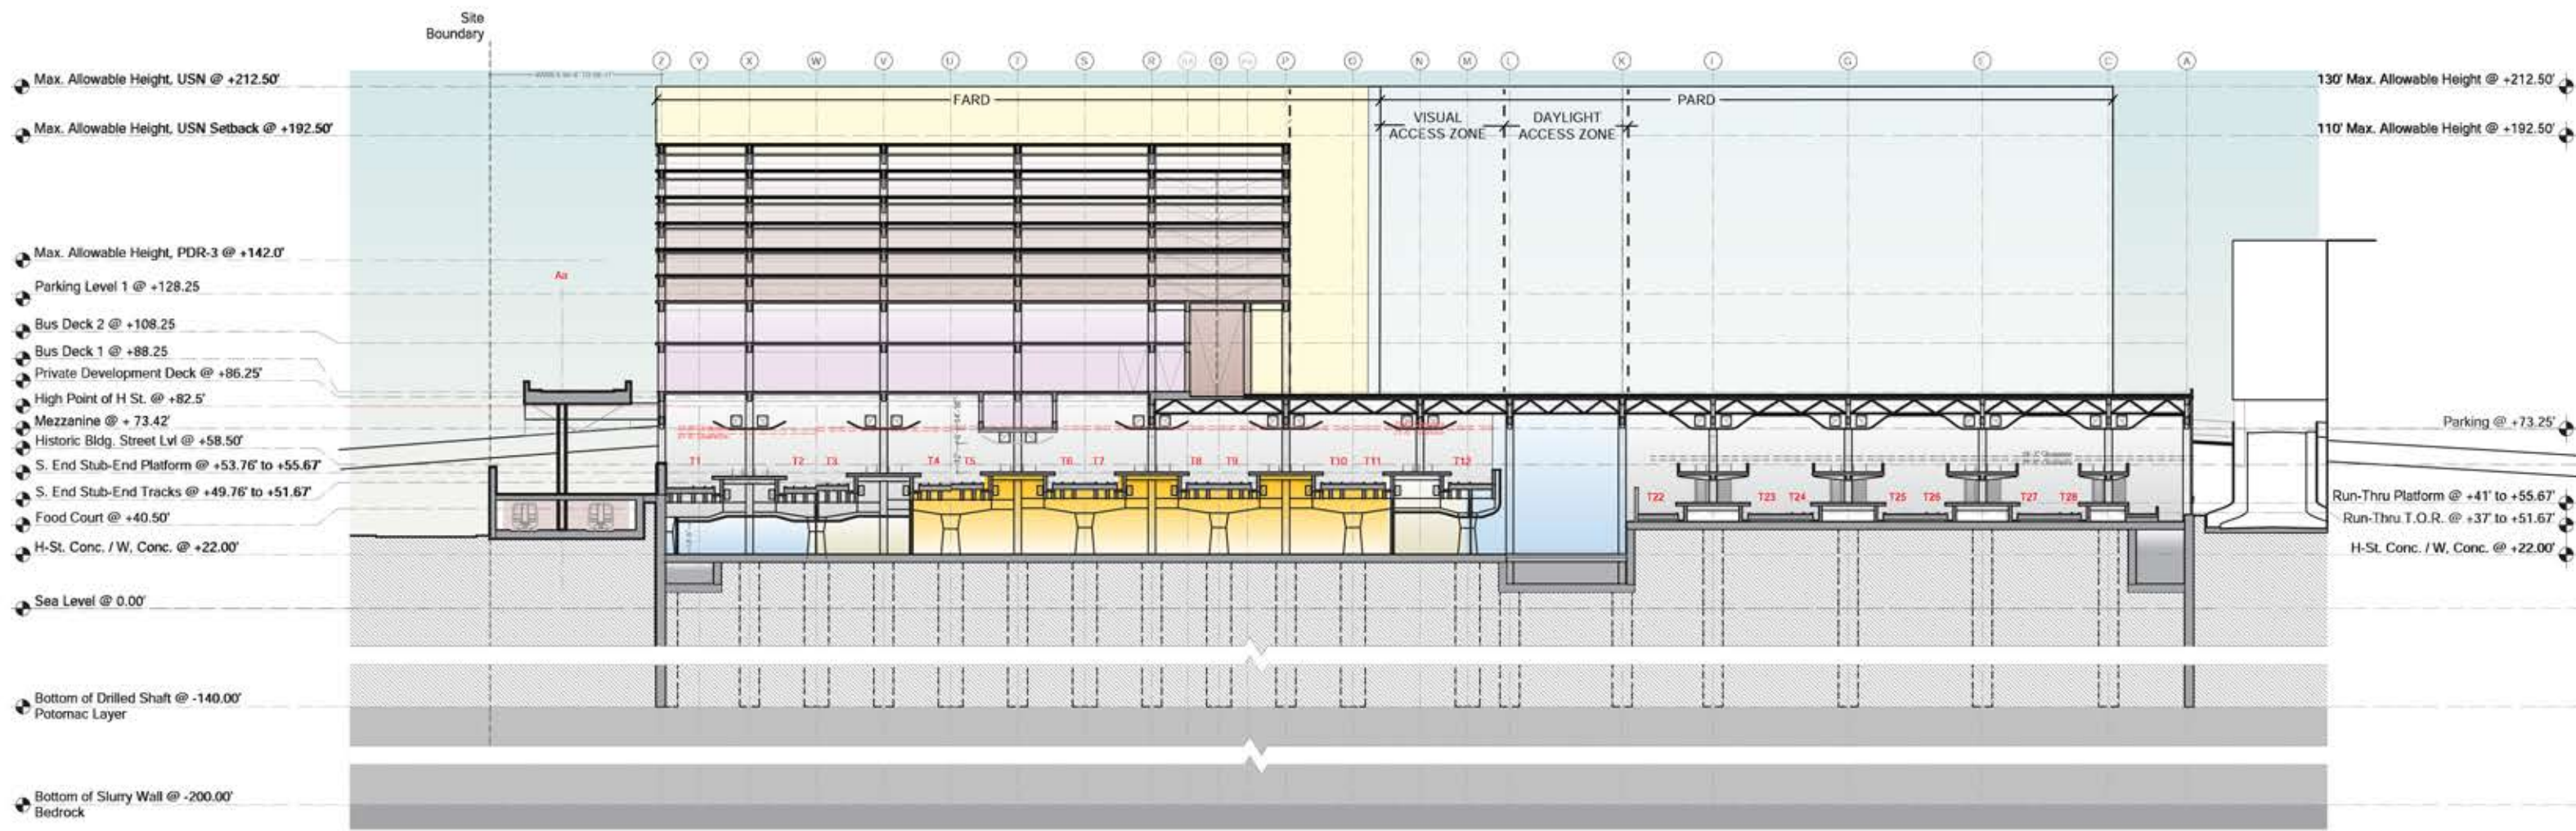 Site
Boundary
Z Y X W V U T S R Q P O N M L K I G E C A
Max. Allowable Height, USN @ +212.50'
130' Max. Allowable Height @ +212.50'
FARD
PARD
VISUAL
ACCESS ZONE
DAYLIGHT
ACCESS ZONE
Max. Allowable Height, USN Setback @ +192.50'
110' Max. Allowable Height @ +192.50'
Max. Allowable Height, PDR-3 @ +142.0'
Aa
Parking Level 1 @ +128.25
Bus Deck 2 @ +108.25
Bus Deck 1 @ +88.25
Private Development Deck @ +86.25'
High Point of H St. @ +82.5'
Mezzanine @ + 73.42'
Parking @ +73.25'
Historic Bldg. Street Lvl @ +58.50'
S. End Stub-End Platform @ +53.76' to +55.67'
T1 T2 T3 T4 T5 T6 T7 T8 T9 T10 T11 T12
S. End Stub-End Tracks @ +49.76' to +51.67'
T22 T23 T24 T25 T26 T27 T28
Run-Thru Platform @ +41' to +55.67'
Food Court @ +40.50'
Run-Thru T.O.R. @ +37' to +51.67'
H-St. Conc. / W. Conc. @ +22.00'
H-St. Conc. / W, Conc. @ +22.00'
Sea Level @ 0.00'
Bottom of Drilled Shaft @ -140.00'
Potomac Layer
Bottom of Slurry Wall @ -200.00'
Bedrock